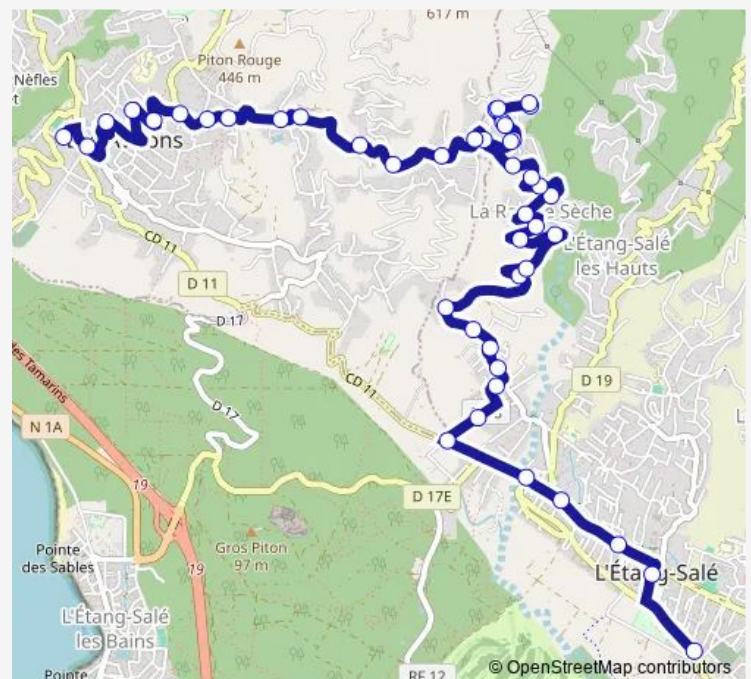 617 m
Piton Rouge
446 m
Nèfles
La Ra e Sèche
L'Étang-Salé
les Hauts
CD 11
D 11
D 17
des Tamarins
CD 11
D 19
D 17
N 1A
19
D 17E
Pointe
des Sables
Gros Piton
97 m
19
L'Étang-Salé
L'Étang-Salé
les Bains
Pointe
RF 12
© OpenStreetMap contributors